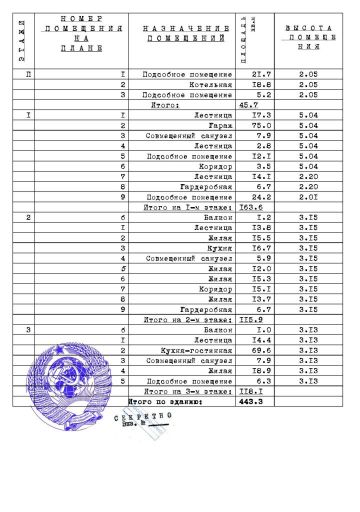 ЭТАЖЕ
НОМЕР ПОМЕЩЕНИЯ НА ПЛАНЕ
НАЗНАЧЕНИЕ ПОМЕЩЕНИЙ
ПЛОЩАДЬ КВ.М
ВЫСОТА ПОМЕЩЕНИЯ
П I Подсобное помещение 2I.7 2.05
2 Котельная I8.8 2.05
3 Подсобное помещение 5.2 2.05
Итого: 45.7
I I Лестница I7.3 5.04
2 Гараж 75.0 5.04
3 Совмещенный санузел 7.9 5.04
4 Лестница 2.8 5.04
5 Подсобное помещение I2.I 5.04
6 Коридор 3.5 5.04
7 Лестница I4.I 2.20
8 Гардеробная 6.7 2.20
9 Подсобное помещение 24.2 2.0I
Итого на I-м этаже: I63.6
2 б Балкон I.2 3.I5
I Лестница I3.8 3.I5
2 Жилая I5.5 3.I5
3 Кухня I6.7 3.I5
4 Совмещенный санузел 5.9 3.I5
5 Жилая I2.0 3.I5
6 Жилая I5.3 3.I5
7 Коридор I5.I 3.I5
8 Жилая I3.7 3.I5
9 Гардеробная 6.7 3.I5
Итого на 2-м этаже: II5.9
3 б Балкон I.0 3.I3
I Лестница I4.4 3.I3
2 Кухня-гостинная 69.6 3.I3
3 Совмещенный санузел 7.9 3.I3
4 Жилая I8.9 3.I3
5 Подсобное помещение 6.3 3.I3
Итого на 3-м этаже: II8.I
Итого по зданию: 443.3
СЕКРЕТНО
Экз. №